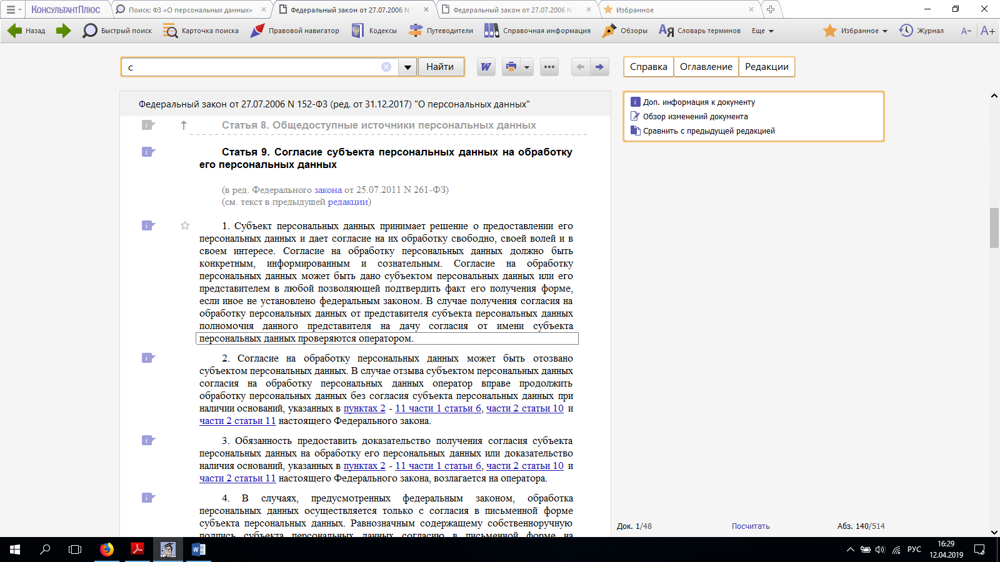 КОНСУЛЬТАНТПЛЮС
Поиск: ФЗ «О персональных данных»
Федеральный закон от 27.07.2006 N
Федеральный закон от 27.07.2006 N
Избранное
Назад
Быстрый поиск
Карточка поиска
Правовой навигатор
Кодексы
Путеводители
Справочная информация
Обзоры
Словарь терминов
Еще
Избранное
Журнал
А−
А+
с
Найти
W
Справка
Оглавление
Редакции
Федеральный закон от 27.07.2006 N 152-ФЗ (ред. от 31.12.2017) "О персональных данных"
Статья 8. Общедоступные источники персональных данных
Статья 9. Согласие субъекта персональных данных на обработку
его персональных данных
(в ред. Федерального закона от 25.07.2011 N 261-ФЗ)
(см. текст в предыдущей редакции)
1. Субъект персональных данных принимает решение о предоставлении его
персональных данных и дает согласие на их обработку свободно, своей волей и в
своем интересе. Согласие на обработку персональных данных должно быть
конкретным, информированным и сознательным. Согласие на обработку
персональных данных может быть дано субъектом персональных данных или его
представителем в любой позволяющей подтвердить факт его получения форме,
если иное не установлено федеральным законом. В случае получения согласия на
обработку персональных данных от представителя субъекта персональных данных
полномочия данного представителя на дачу согласия от имени субъекта
персональных данных проверяются оператором.
2. Согласие на обработку персональных данных может быть отозвано
субъектом персональных данных. В случае отзыва субъектом персональных данных
согласия на обработку персональных данных оператор вправе продолжить
обработку персональных данных без согласия субъекта персональных данных при
наличии оснований, указанных в пунктах 2 - 11 части 1 статьи 6, части 2 статьи 10 и
части 2 статьи 11 настоящего Федерального закона.
3. Обязанность предоставить доказательство получения согласия субъекта
персональных данных на обработку его персональных данных или доказательство
наличия оснований, указанных в пунктах 2 - 11 части 1 статьи 6, части 2 статьи 10 и
части 2 статьи 11 настоящего Федерального закона, возлагается на оператора.
4. В случаях, предусмотренных федеральным законом, обработка
персональных данных осуществляется только с согласия в письменной форме
субъекта персональных данных. Равнозначным содержащему собственноручную
подпись субъекта персональных данных согласию в письменной форме на
Доп. информация к документу
Обзор изменений документа
Сравнить с предыдущей редакцией
Док. 1/48
Посчитать
Абз. 140/514
РУС
16:29
12.04.2019